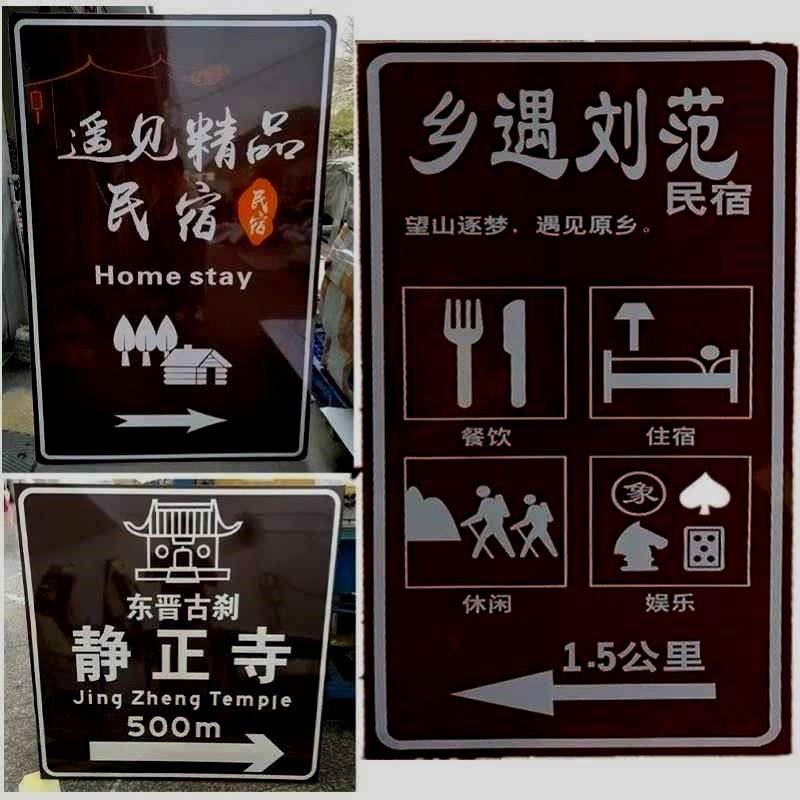 遇见精品
民宿
民宿
Home stay
东晋古刹
静正寺
Jing Zheng Temple
500m
乡遇刘范
民宿
望山逐梦，遇见原乡。
餐饮
住宿
象
休闲
娱乐
1.5公里